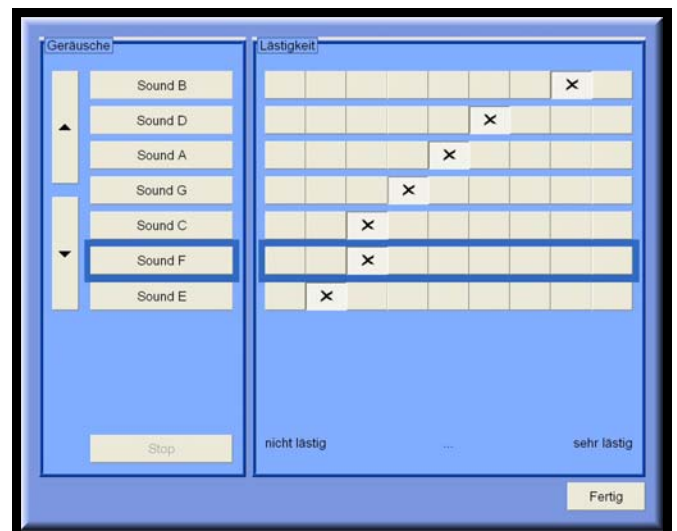 Geräusche
Lästigkeit
Sound B
Sound D
Sound A
Sound G
Sound C
Sound F
Sound E
Stop
nicht lästig ... sehr lästig
Fertig